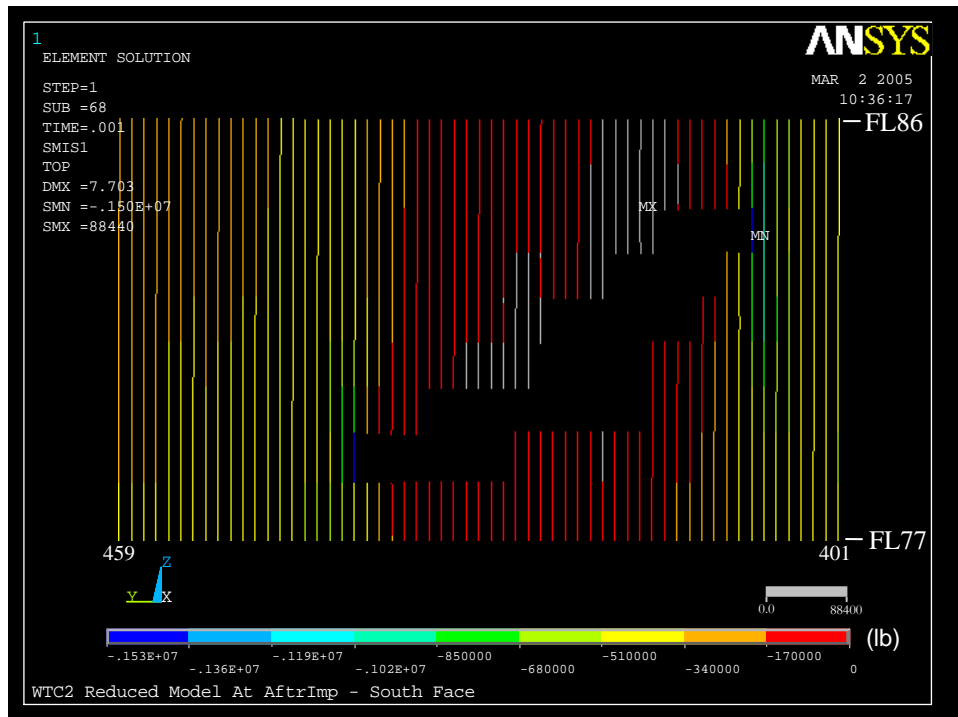 1
ANSYS
ELEMENT SOLUTION
MAR 2 2005
10:36:17
STEP=1
SUB =68
TIME=.001
SMIS1
TOP
DMX =7.703
SMN =-.150E+07
SMX =88440
FL86
MX
MN
459
401
FL77
Z
Y
X
0.0 88400
(lb)
-.153E+07 -.119E+07 -850000 -510000 -170000
-.136E+07 -.102E+07 -680000 -340000 0
WTC2 Reduced Model At AftrImp - South Face